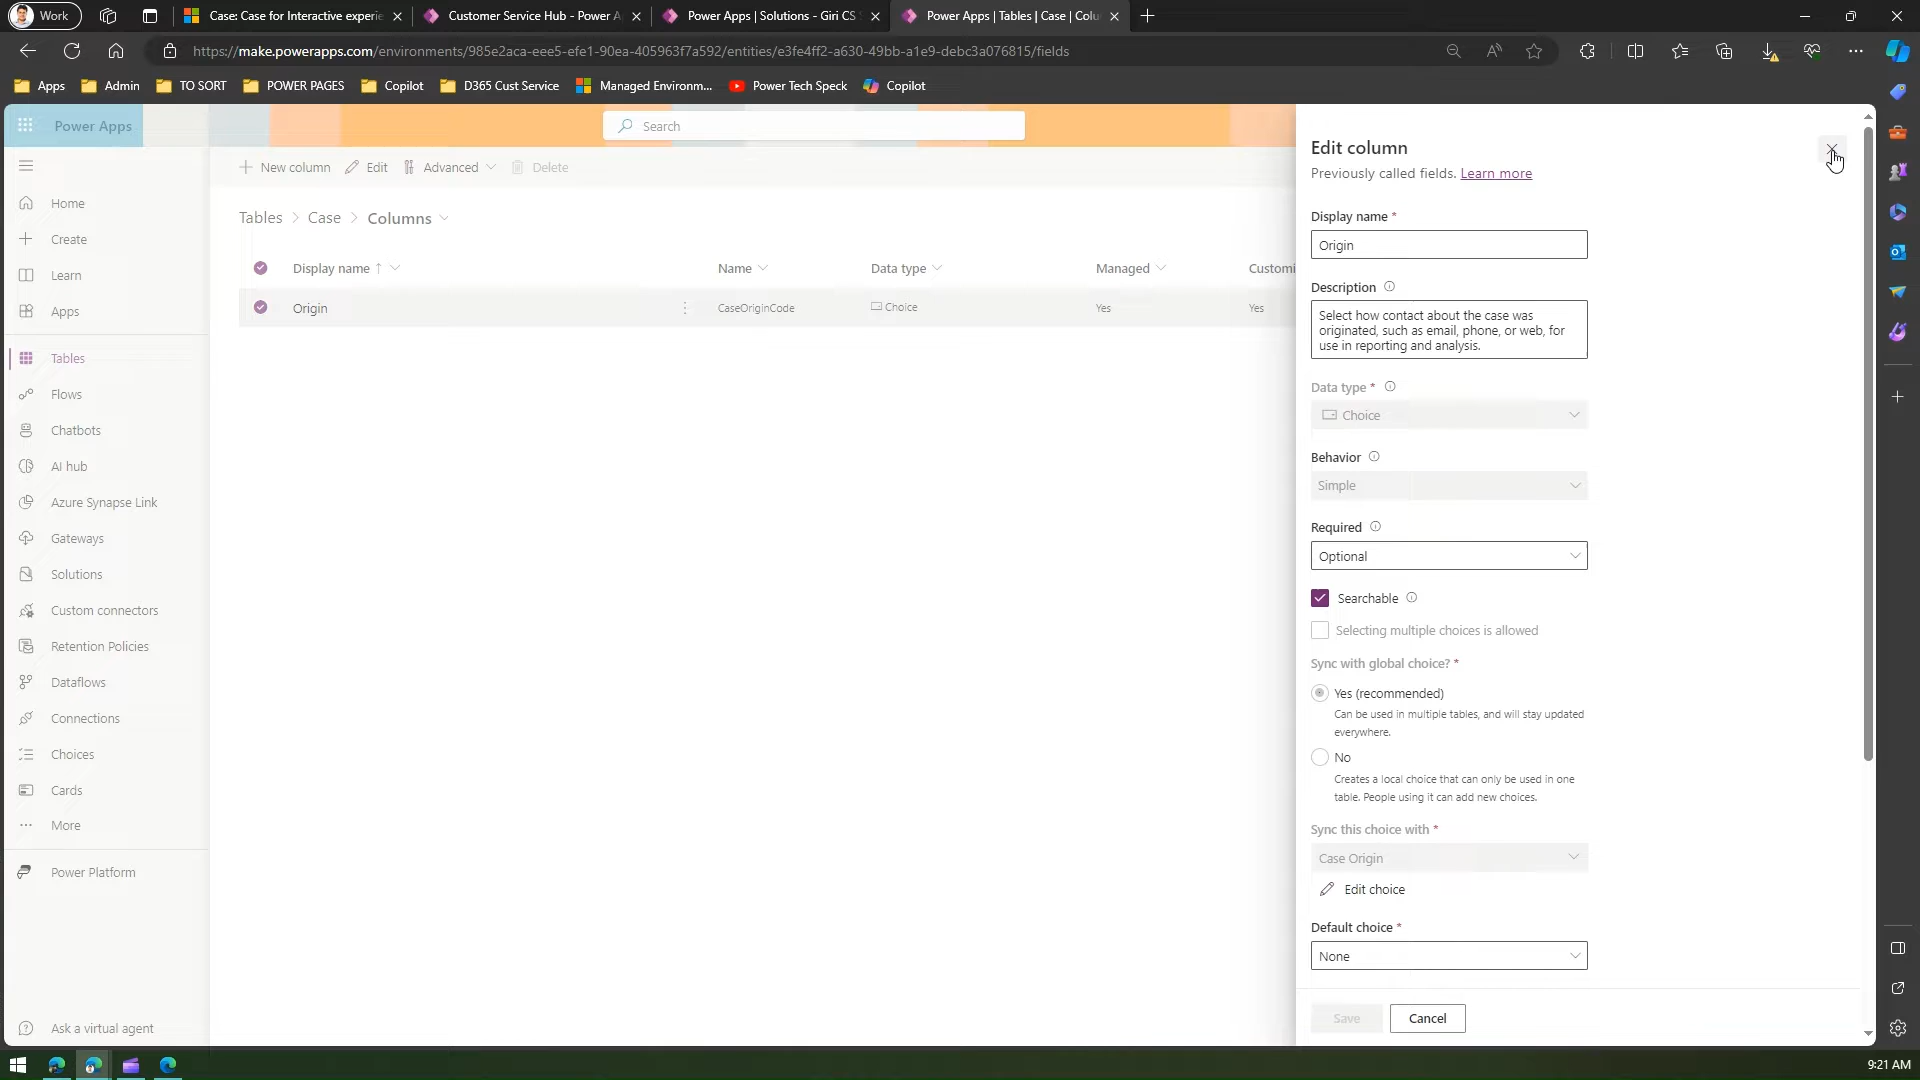 Work
Case: Case for Interactive experie
Customer Service Hub - Power A
Power Apps | Solutions - Giri CS
Power Apps | Tables | Case | Colu
https://make.powerapps.com/environments/985e2aca-eee5-efe1-90ea-405963f7a592/entities/e3fe4ff2-a630-49bb-a1e9-debc3a076815/fields
Apps
Admin
TO SORT
POWER PAGES
Copilot
D365 Cust Service
Managed Environm...
Power Tech Speck
Copilot
Power Apps
Search
New column
Edit
Advanced
Delete
Home
Create
Learn
Apps
Tables
Flows
Chatbots
AI hub
Azure Synapse Link
Gateways
Solutions
Custom connectors
Retention Policies
Dataflows
Connections
Choices
Cards
More
Power Platform
Ask a virtual agent
Tables > Case > Columns
Display name ↑
Name
Data type
Managed
Customi
Origin
CaseOriginCode
Choice
Yes
Yes
Edit column
Previously called fields. Learn more
Display name *
Origin
Description
Select how contact about the case was
originated, such as email, phone, or web, for
use in reporting and analysis.
Data type *
Choice
Behavior
Simple
Required
Optional
Searchable
Selecting multiple choices is allowed
Sync with global choice? *
Yes (recommended)
Can be used in multiple tables, and will stay updated
everywhere.
No
Creates a local choice that can only be used in one
table. People using it can add new choices.
Sync this choice with *
Case Origin
Edit choice
Default choice *
None
Save
Cancel
9:21 AM